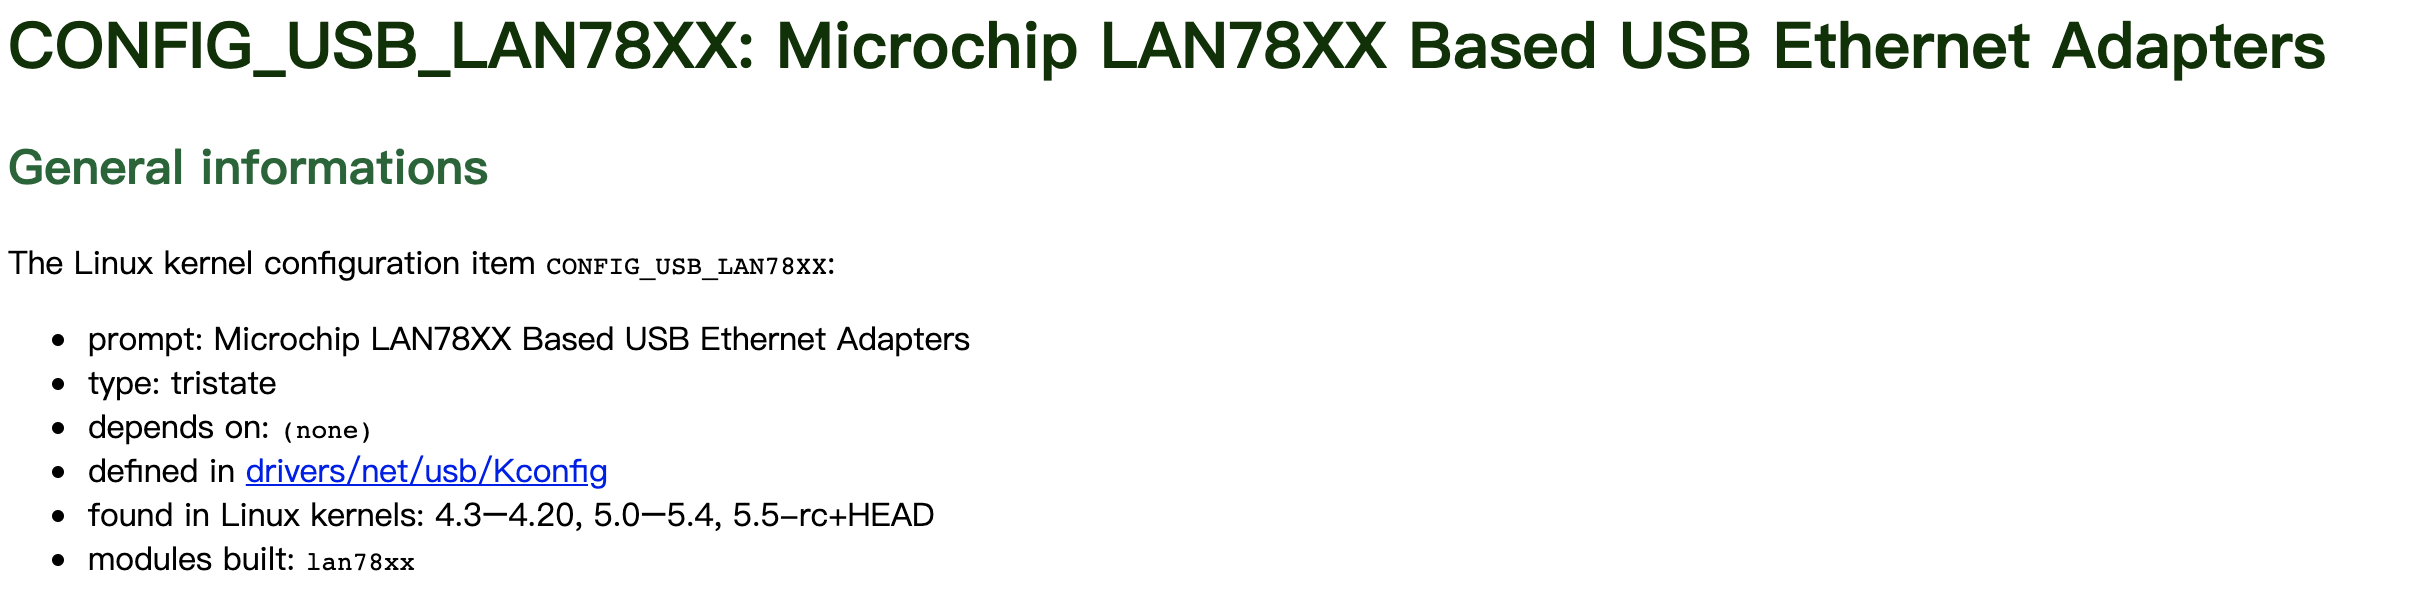 CONFIG_USB_LAN78XX: Microchip LAN78XX Based USB Ethernet Adapters
General informations
The Linux kernel configuration item CONFIG_USB_LAN78XX:
• prompt: Microchip LAN78XX Based USB Ethernet Adapters
• type: tristate
• depends on: (none)
• defined in drivers/net/usb/Kconfig
• found in Linux kernels: 4.3–4.20, 5.0–5.4, 5.5-rc+HEAD
• modules built: lan78xx